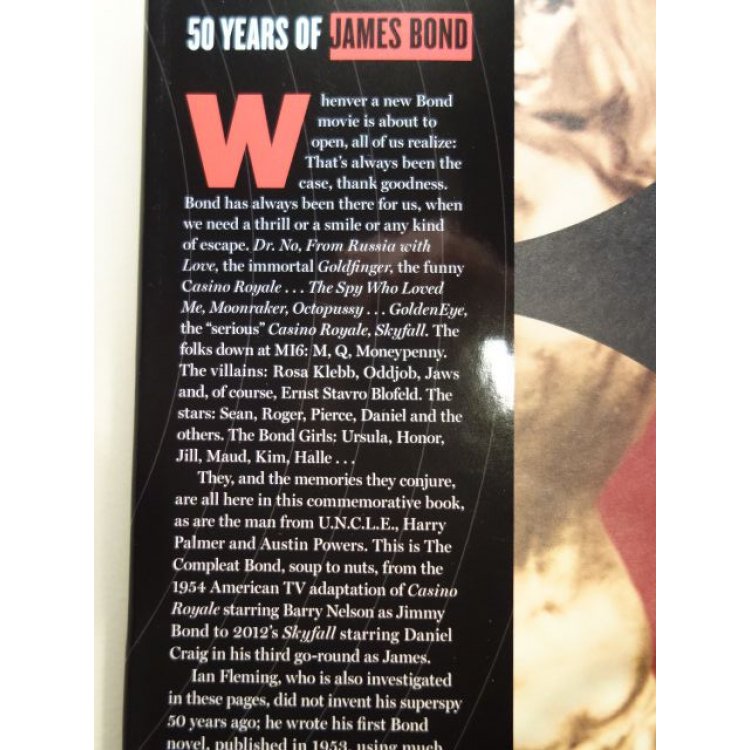 50 YEARS OF JAMES BOND
Whenver a new Bond
movie is about to
open, all of us realize:
That's always been the
case, thank goodness.
Bond has always been there for us, when
we need a thrill or a smile or any kind
of escape. Dr. No, From Russia with
Love, the immortal Goldfinger, the funny
Casino Royale . . . The Spy Who Loved
Me, Moonraker, Octopussy . . . GoldenEye,
the "serious" Casino Royale, Skyfall. The
folks down at MI6: M, Q, Moneypenny.
The villains: Rosa Klebb, Oddjob, Jaws
and, of course, Ernst Stavro Blofeld. The
stars: Sean, Roger, Pierce, Daniel and the
others. The Bond Girls: Ursula, Honor,
Jill, Maud, Kim, Halle . . .
They, and the memories they conjure,
are all here in this commemorative book,
as are the man from U.N.C.L.E., Harry
Palmer and Austin Powers. This is The
Compleat Bond, soup to nuts, from the
1954 American TV adaptation of Casino
Royale starring Barry Nelson as Jimmy
Bond to 2012's Skyfall starring Daniel
Craig in his third go-round as James.
Ian Fleming, who is also investigated
in these pages, did not invent his superspy
50 years ago; he wrote his first Bond
novel, published in 1953, using much